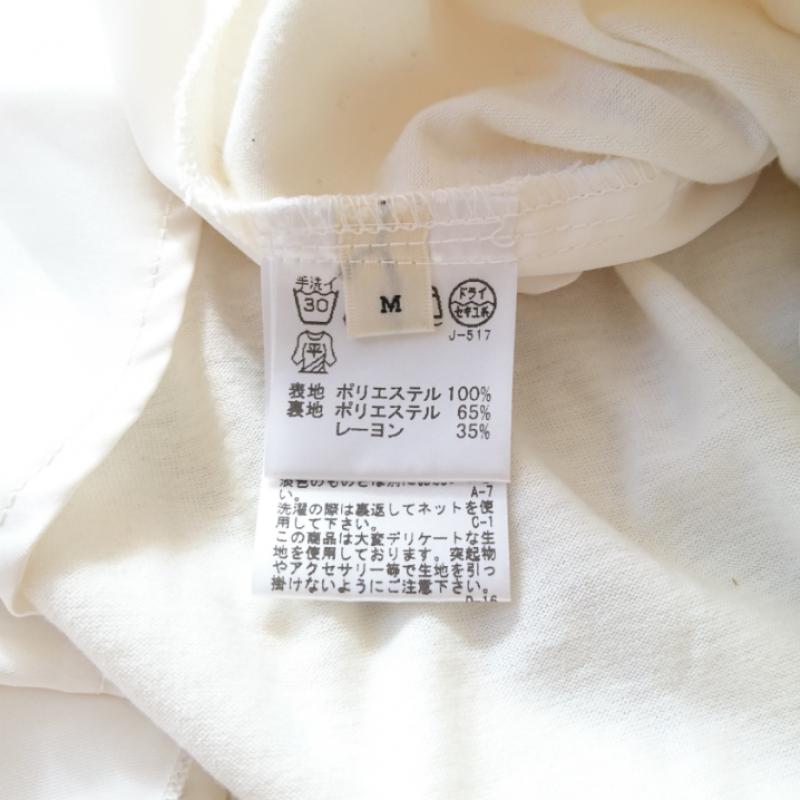 手洗イ
30
M
ドライ
セキユ系
J-517
平
表地 ポリエステル 100%
裏地 ポリエステル 65%
レーヨン 35%
い。
A-7
洗濯の際は裏返してネットを使
用して下さい。
C-1
この商品は大変デリケートな生
地を使用しております。突起物
やアクセサリー等で生地を引っ
掛けないようにご注意下さい。